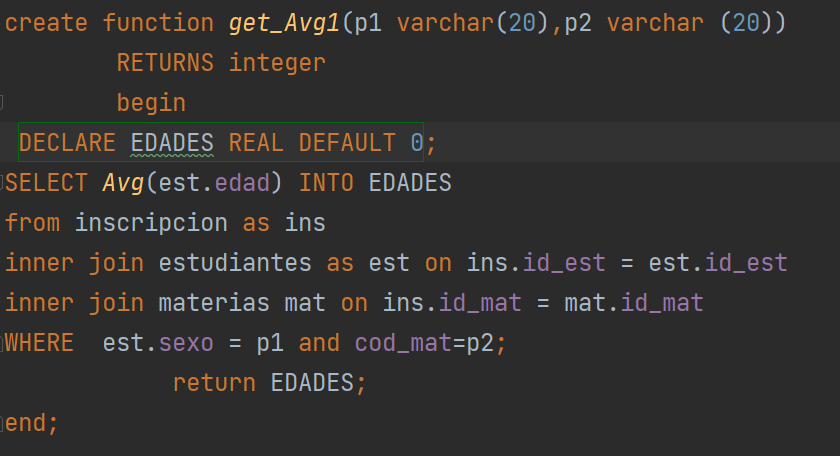 create function get_Avg1(p1 varchar(20),p2 varchar (20))
RETURNS integer
begin
DECLARE EDADES REAL DEFAULT 0;
SELECT Avg(est.edad) INTO EDADES
from inscripcion as ins
inner join estudiantes as est on ins.id_est = est.id_est
inner join materias mat on ins.id_mat = mat.id_mat
WHERE  est.sexo = p1 and cod_mat=p2;
return EDADES;
end;